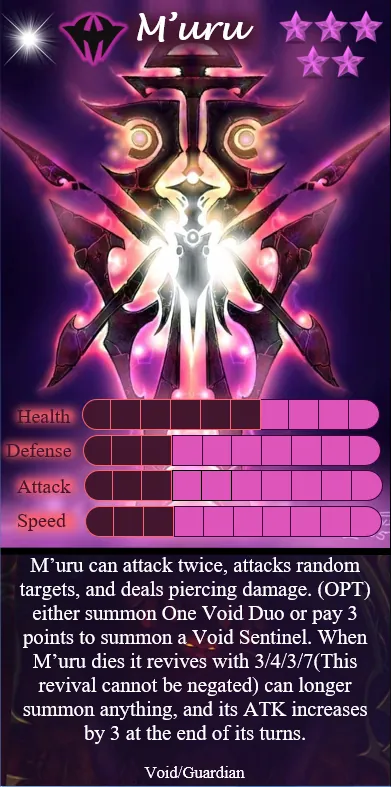 M'uru
Health
Defense
Attack
Speed
M'uru can attack twice, attacks random
targets, and deals piercing damage. (OPT)
either summon One Void Duo or pay 3
points to summon a Void Sentinel. When
M'uru dies it revives with 3/4/3/7(This
revival cannot be negated) can longer
summon anything, and its ATK increases
by 3 at the end of its turns.
Void/Guardian